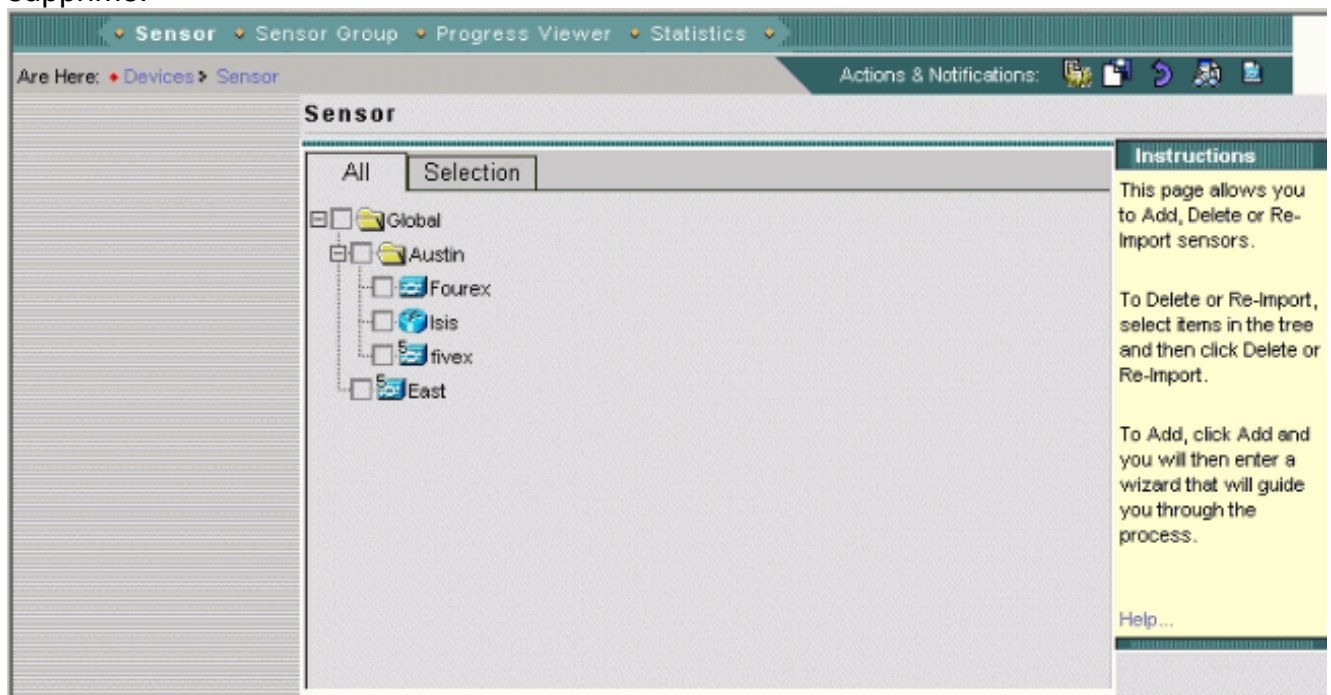 supprimé.
Sensor Sensor Group Progress Viewer Statistics
Are Here: Devices > Sensor
Actions & Notifications:
Sensor
All
Selection
Global
Austin
Fourex
Isis
5 fivex
5 East
Instructions
This page allows you
to Add, Delete or Re-
Import sensors.
To Delete or Re-Import,
select items in the tree
and then click Delete or
Re-Import.
To Add, click Add and
you will then enter a
wizard that will guide
you through the
process.
Help...